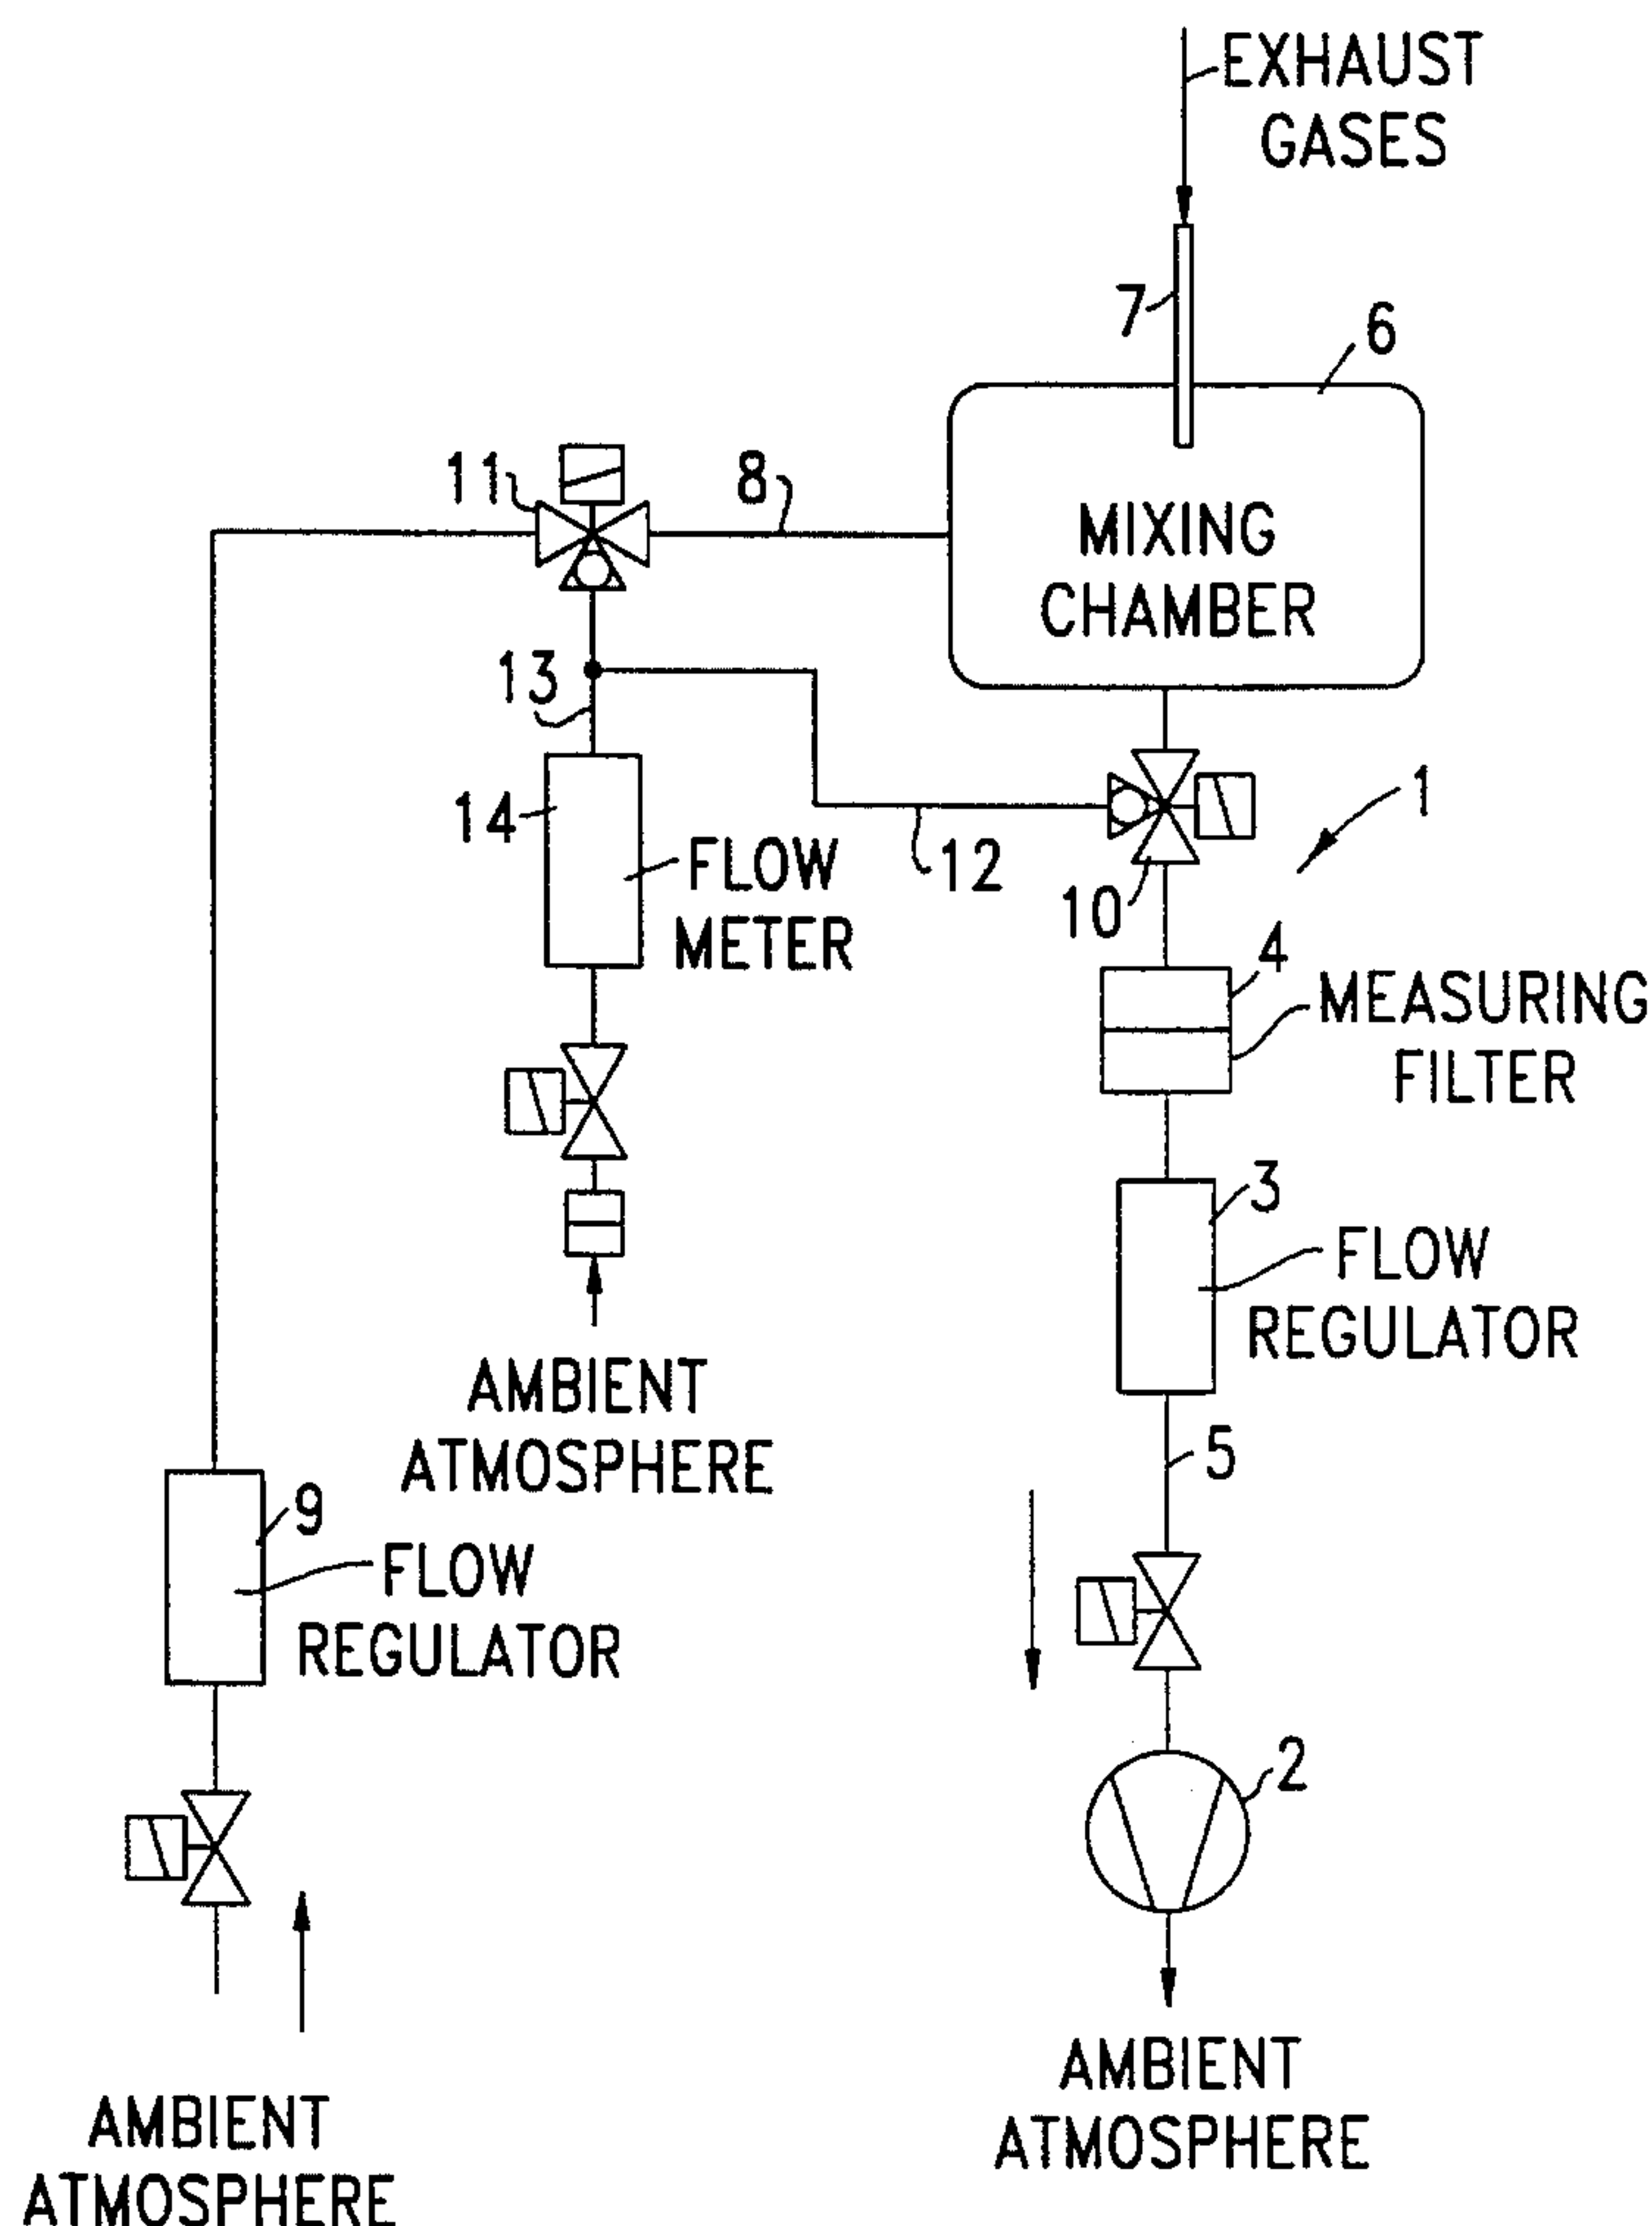 EXHAUST
GASES
7
6
11
8
MIXING
CHAMBER
13
14
FLOW
METER
12
10
1
4
MEASURING
FILTER
3
FLOW
REGULATOR
AMBIENT
ATMOSPHERE
5
9
FLOW
REGULATOR
2
AMBIENT
ATMOSPHERE
AMBIENT
ATMOSPHERE